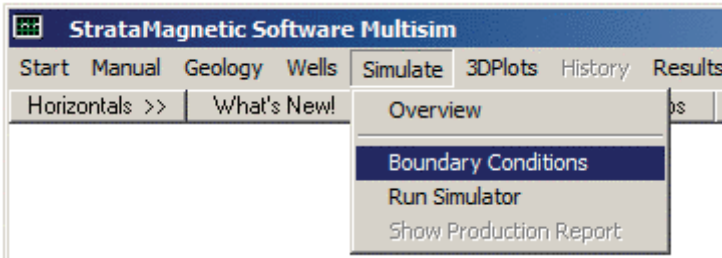 StrataMagnetic Software Multisim
Start Manual Geology Wells Simulate 3DPlots History Results
Horizontals >> What's New!
Overview
Boundary Conditions
Run Simulator
Show Production Report